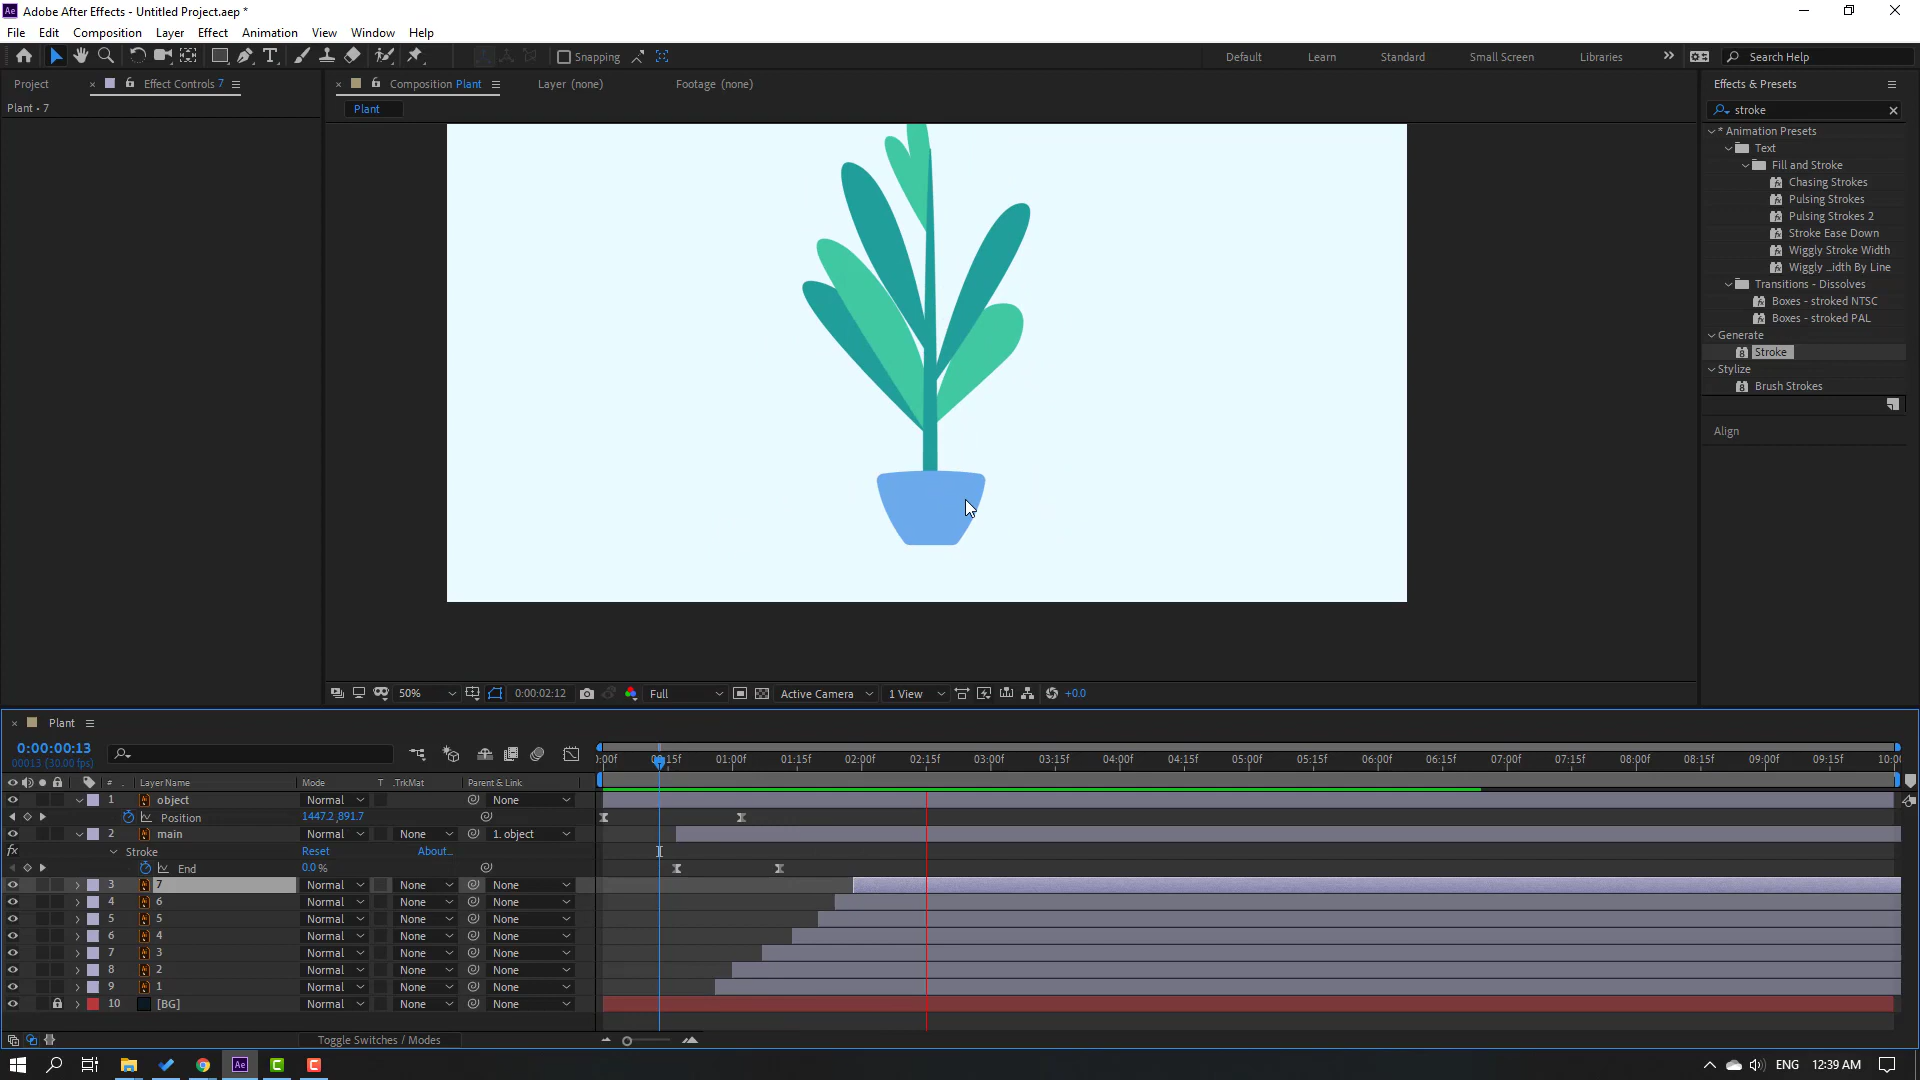 Ae Adobe After Effects - Untitled Project.aep *
File Edit Composition Layer Effect Animation View Window Help
Snapping Default Learn Standard Small Screen Libraries Search Help
Project Effect Controls 7 Composition Plant Layer (none) Footage (none) Effects & Presets
Plant • 7
Plant
stroke
* Animation Presets
Text
Fill and Stroke
Chasing Strokes
Pulsing Strokes
Pulsing Strokes 2
Stroke Ease Down
Wiggly Stroke Width
Wiggly ...idth By Line
Transitions - Dissolves
Boxes - stroked NTSC
Boxes - stroked PAL
Generate
Stroke
Stylize
Brush Strokes
Align
50% 0:00:02:12 Full Active Camera 1 View +0.0
Plant
0:00:00:13
00013 (30.00 fps)
):00f 00:15f 01:00f 01:15f 02:00f 02:15f 03:00f 03:15f 04:00f 04:15f 05:00f 05:15f 06:00f 06:15f 07:00f 07:15f 08:00f 08:15f 09:00f 09:15f 10:00
# Layer Name Mode T .TrkMat Parent & Link
1 object Normal None
Position 1447.2,891.7
2 main Normal None 1. object
fx Stroke Reset About...
End 0.0 %
3 7 Normal None None
4 6 Normal None None
5 5 Normal None None
6 4 Normal None None
7 3 Normal None None
8 2 Normal None None
9 1 Normal None None
10 [BG] Normal None None
Toggle Switches / Modes
Ae C C ENG 12:39 AM